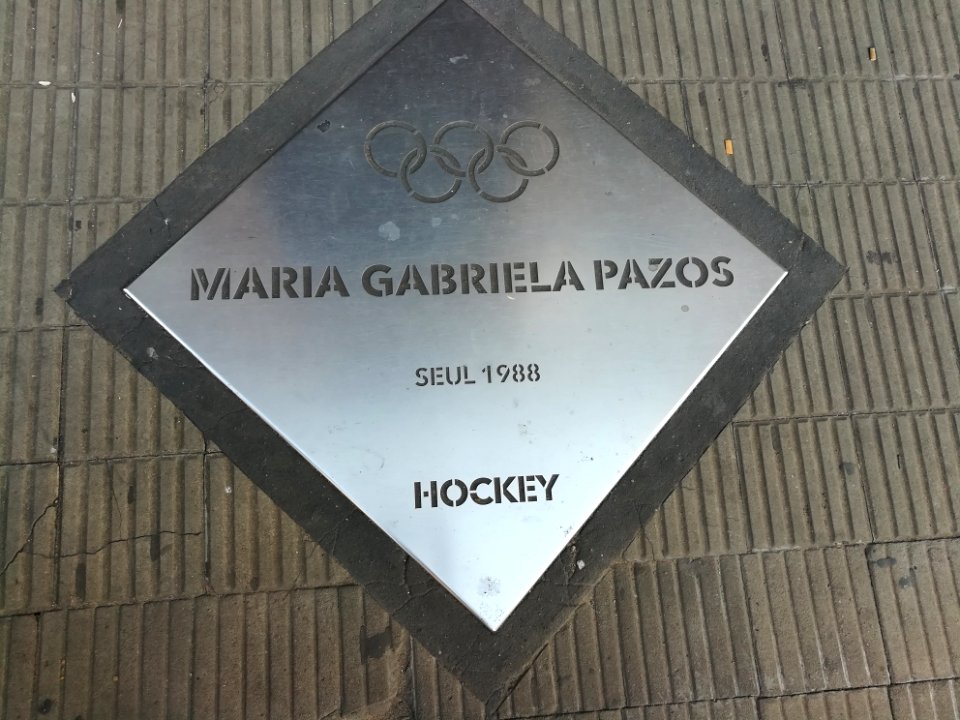 MARIA GABRIELA PAZOS
SEUL 1988
HOCKEY